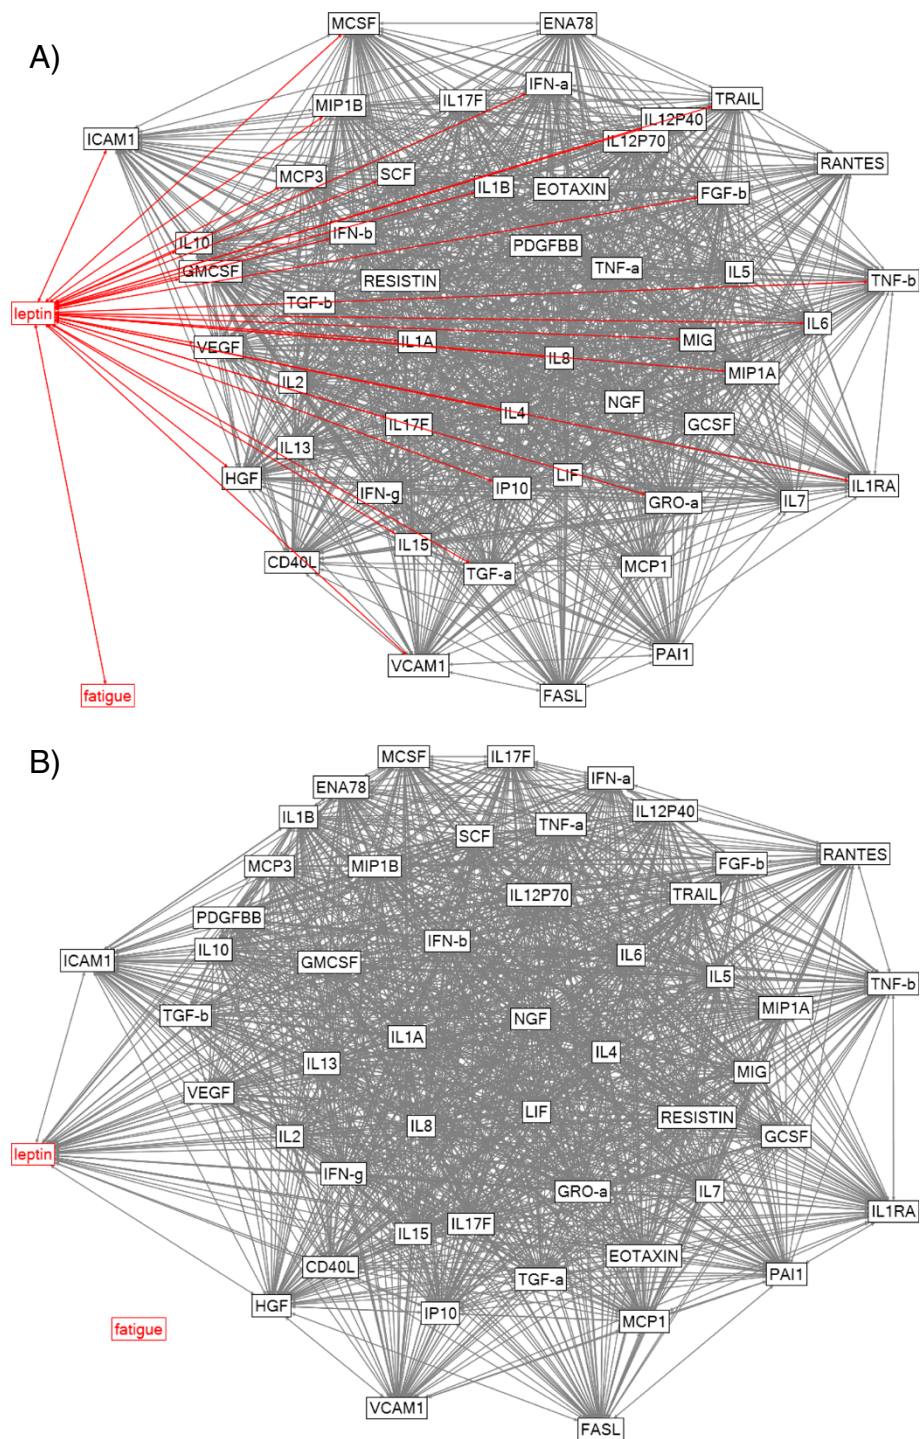 A)
MCSF
ENA78
IFN-a
TRAIL
MIP1B
IL17F
IL12P40
ICAM1
IL12P70
RANTES
MCP3
SCF
IL1B
EOTAXIN
FGF-b
IL10
IFN-b
PDGFBB
GMCSF
RESISTIN
TNF-a
IL5
TNF-b
TGF-b
leptin
IL6
VEGF
IL1A
IL8
MIG
MIP1A
IL2
NGF
IL4
IL17F
GCSF
IL13
HGF
IFN-g
IP10
LIF
GRO-a
IL7
IL1RA
CD40L
IL15
TGF-a
MCP1
VCAM1
PAI1
fatigue
FASL
B)
MCSF
IL17F
IFN-a
ENA78
IL1B
SCF
TNF-a
IL12P40
MCP3
MIP1B
FGF-b
RANTES
IL12P70
TRAIL
PDGFBB
IL10
IFN-b
ICAM1
GMCSF
IL6
IL5
TNF-b
TGF-b
NGF
MIP1A
IL1A
IL13
IL4
MIG
VEGF
IL2
IL8
LIF
RESISTIN
GCSF
leptin
IFN-g
GRO-a
IL7
IL1RA
IL15
IL17F
CD40L
EOTAXIN
TGF-a
PAI1
HGF
IP10
MCP1
fatigue
VCAM1
FASL